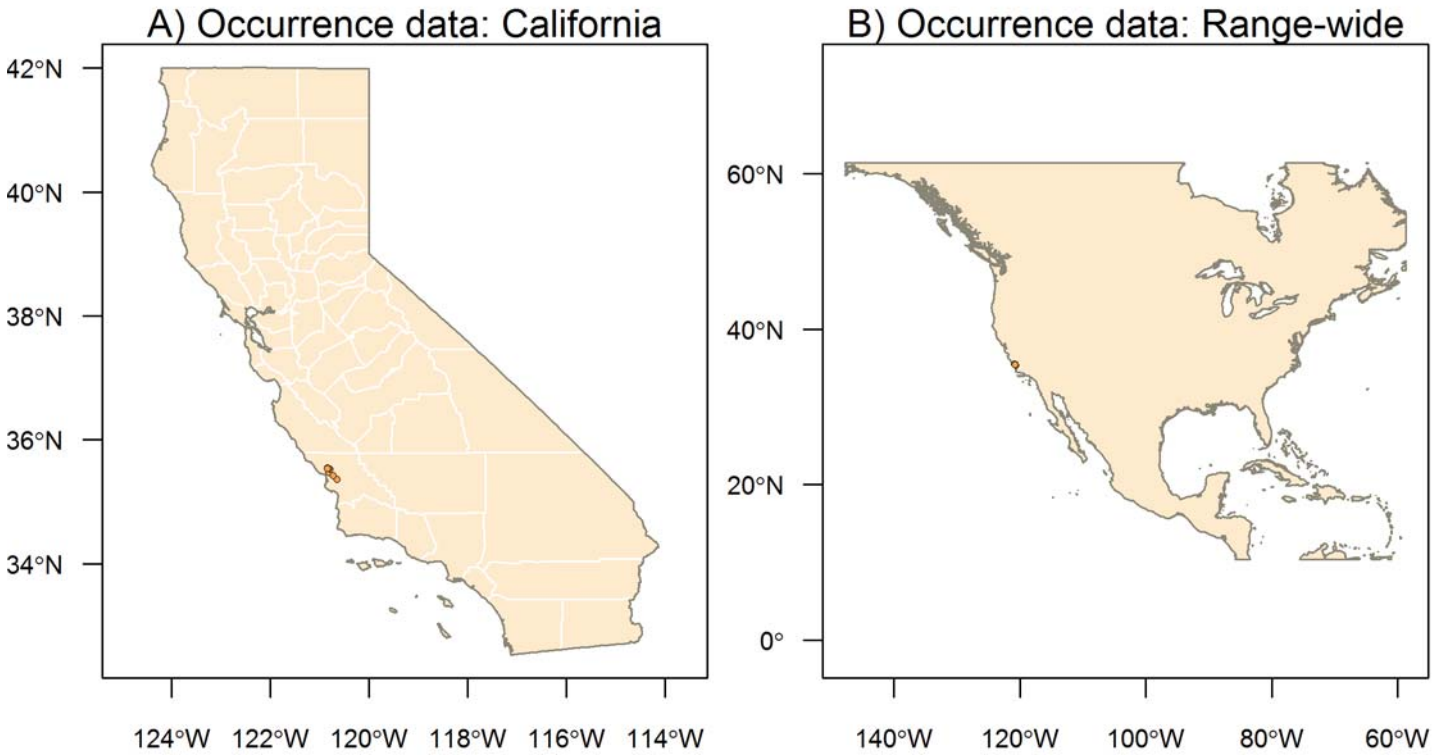 A) Occurrence data: California
42°N
40°N
38°N
36°N
34°N
124°W
122°W
120°W
118°W
116°W
114°W
B) Occurrence data: Range-wide
60°N
40°N
20°N
0°
140°W
120°W
100°W
80°W
60°W